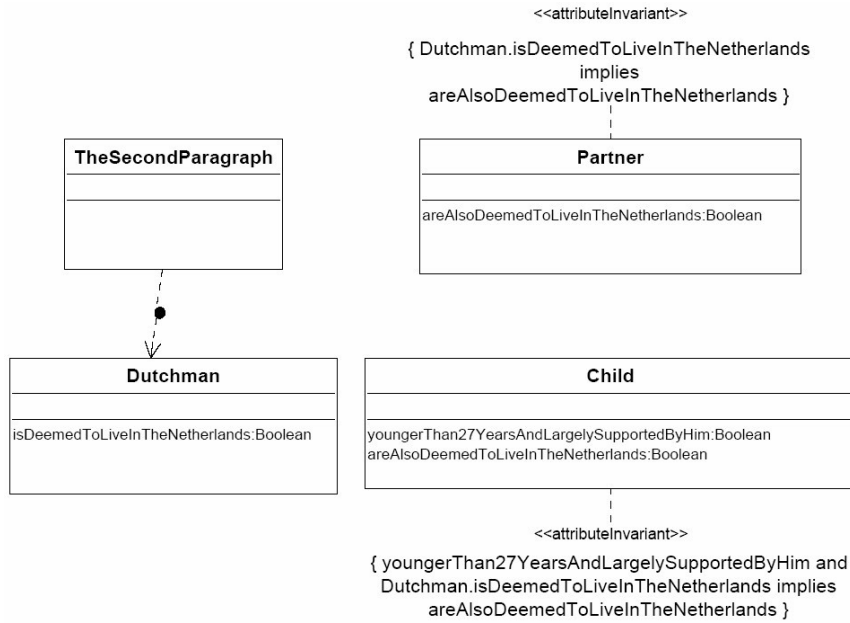 <<attributeInvariant>>
{ Dutchman.isDeemedToLiveInTheNetherlands
implies
areAlsoDeemedToLiveInTheNetherlands }
TheSecondParagraph
Partner
areAlsoDeemedToLiveInTheNetherlands:Boolean
Dutchman
isDeemedToLiveInTheNetherlands:Boolean
Child
youngerThan27YearsAndLargelySupportedByHim:Boolean
areAlsoDeemedToLiveInTheNetherlands:Boolean
<<attributeInvariant>>
{ youngerThan27YearsAndLargelySupportedByHim and
Dutchman.isDeemedToLiveInTheNetherlands implies
areAlsoDeemedToLiveInTheNetherlands }